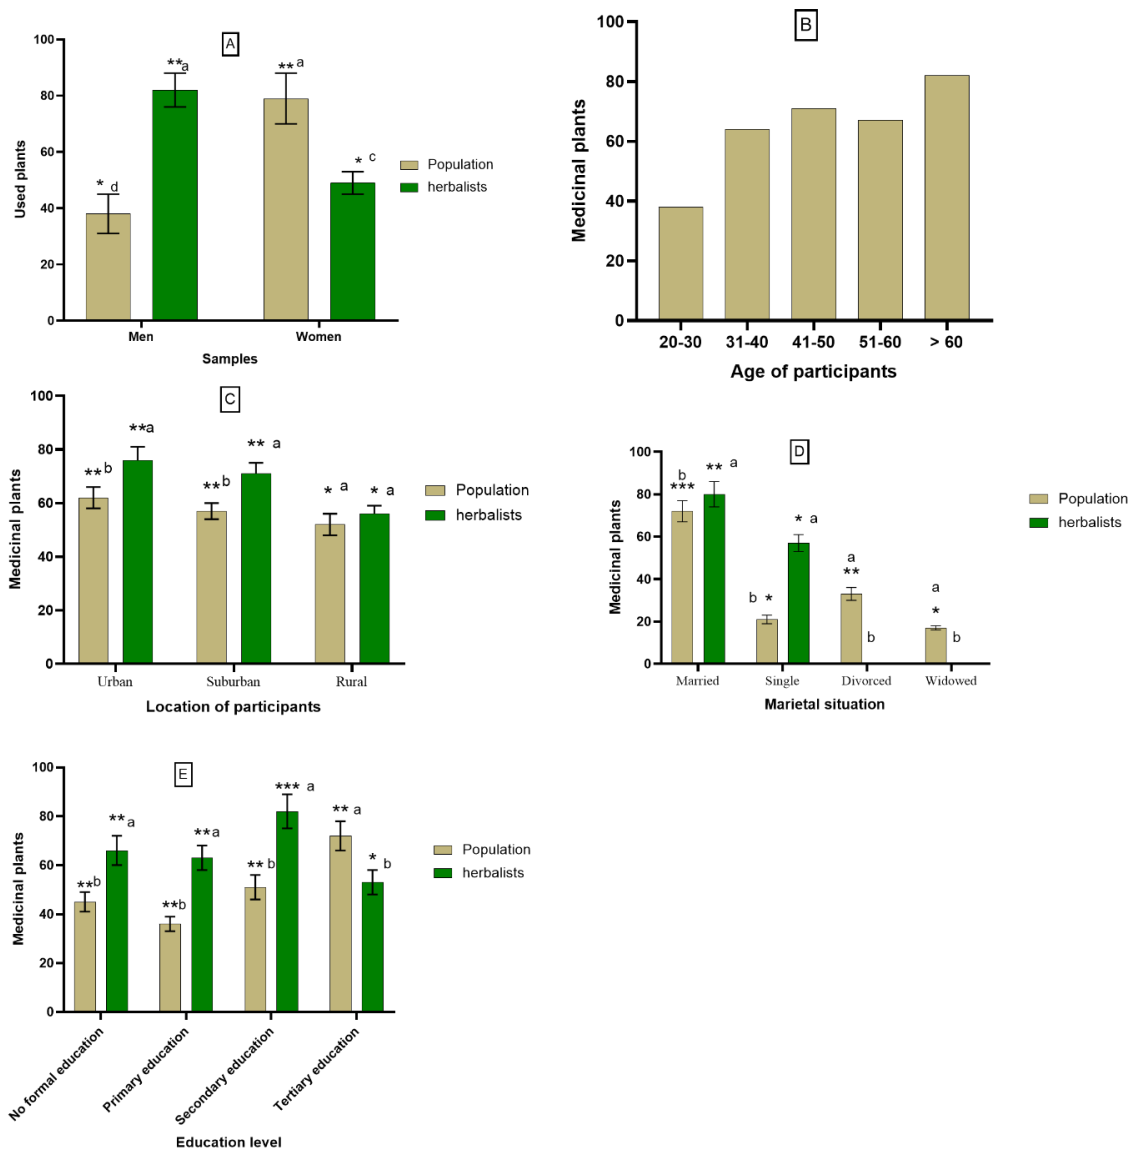 A
100
80
60
40
20
0
Used plants
* d
**a
** a
* c
Men
Women
Samples
Population
herbalists
B
100
80
60
40
20
0
Medicinal plants
20-30
31-40
41-50
51-60
> 60
Age of participants
C
100
80
60
40
20
0
Medicinal plants
** b
**a
** b
** a
* a
* a
Urban
Suburban
Rural
Location of participants
Population
herbalists
D
100
80
60
40
20
0
Medicinal plants
b
***
** a
b *
* a
a
**
b
a
*
b
Married
Single
Divorced
Widowed
Marietal situation
Population
herbalists
E
100
80
60
40
20
0
Medicinal plants
**b
** a
**b
**a
** b
*** a
** a
* b
No formal education
Primary education
Secondary education
Tertiary education
Education level
Population
herbalists